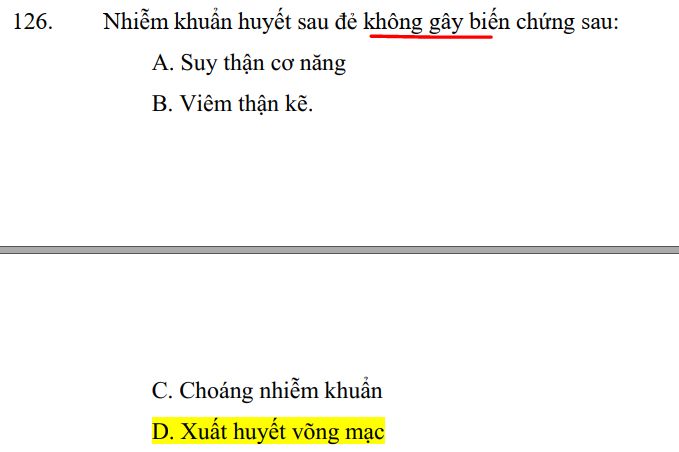 126. Nhiễm khuẩn huyết sau đẻ không gây biến chứng sau:
A. Suy thận cơ năng
B. Viêm thận kẽ.
C. Choáng nhiễm khuẩn
D. Xuất huyết võng mạc